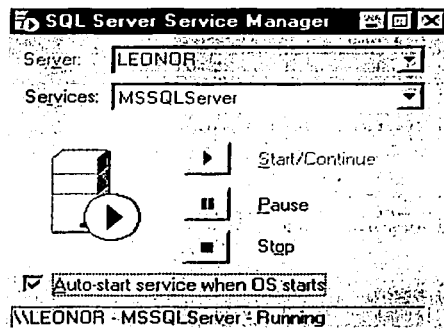 SQL Server Service Manager
Server: LEONOR
Services: MSSQLServer
Start/Continue
Pause
Stop
Auto-start service when OS starts
\\LEONOR - MSSQLServer - Running